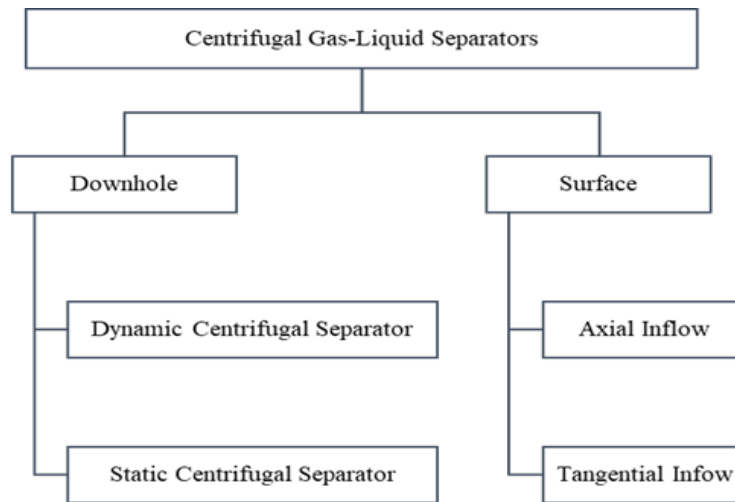 Centrifugal Gas-Liquid Separators
Downhole
Surface
Dynamic Centrifugal Separator
Axial Inflow
Static Centrifugal Separator
Tangential Infow